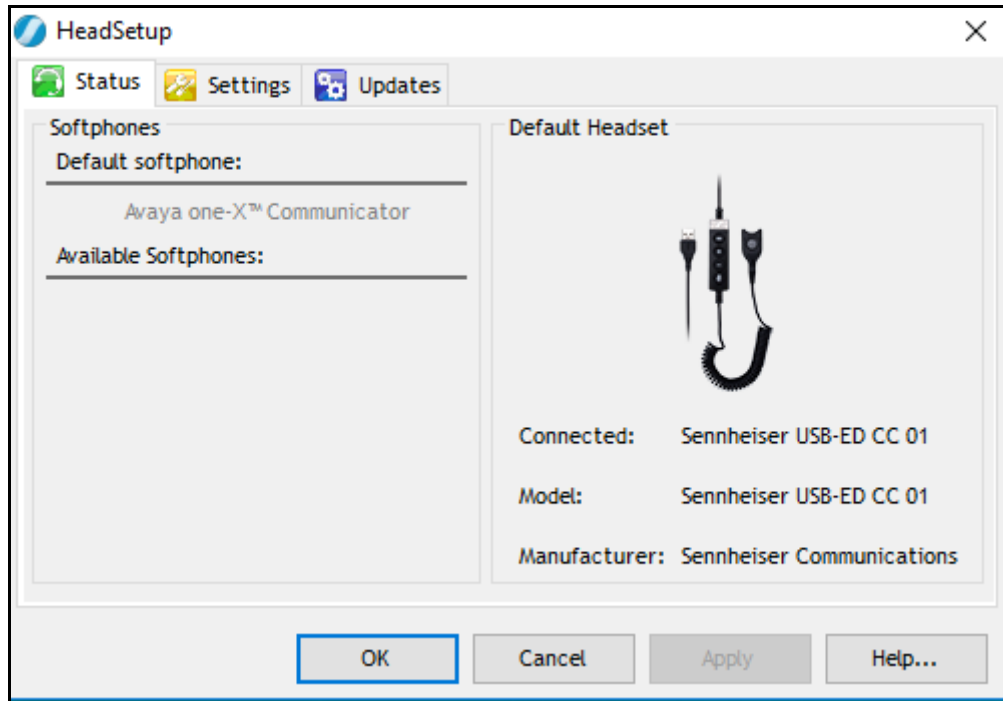 HeadSetup
Status
Settings
Updates
Softphones
Default softphone:
Avaya one-X™ Communicator
Available Softphones:
Default Headset
Connected: Sennheiser USB-ED CC 01
Model: Sennheiser USB-ED CC 01
Manufacturer: Sennheiser Communications
OK
Cancel
Apply
Help...